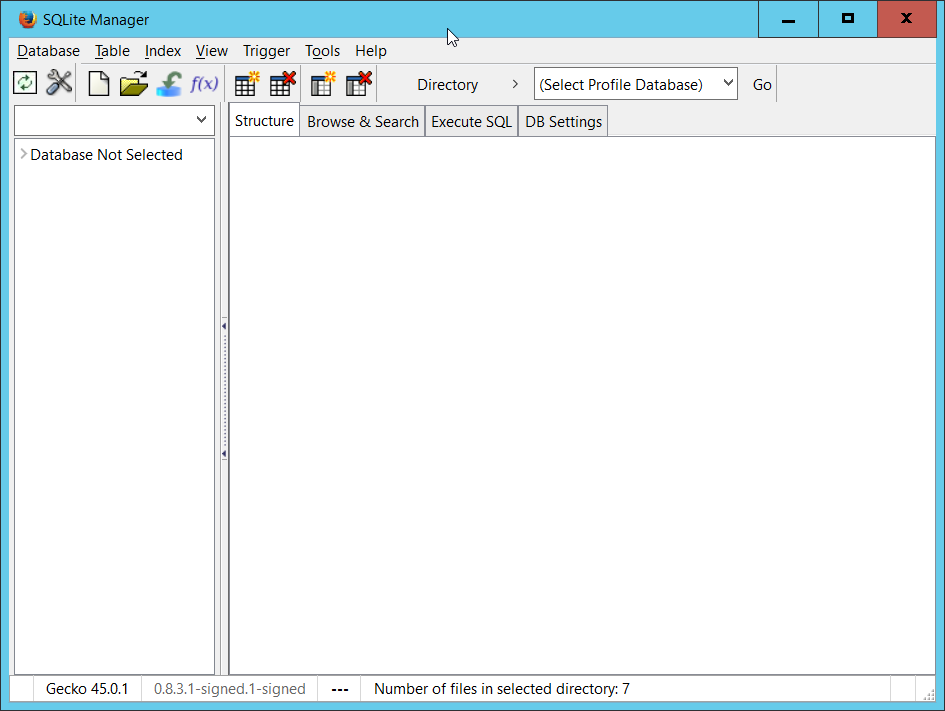 SQLite Manager
Database Table Index View Trigger Tools Help
f(x) Directory (Select Profile Database) Go
Structure Browse & Search Execute SQL DB Settings
Database Not Selected
Gecko 45.0.1 0.8.3.1-signed.1-signed --- Number of files in selected directory: 7